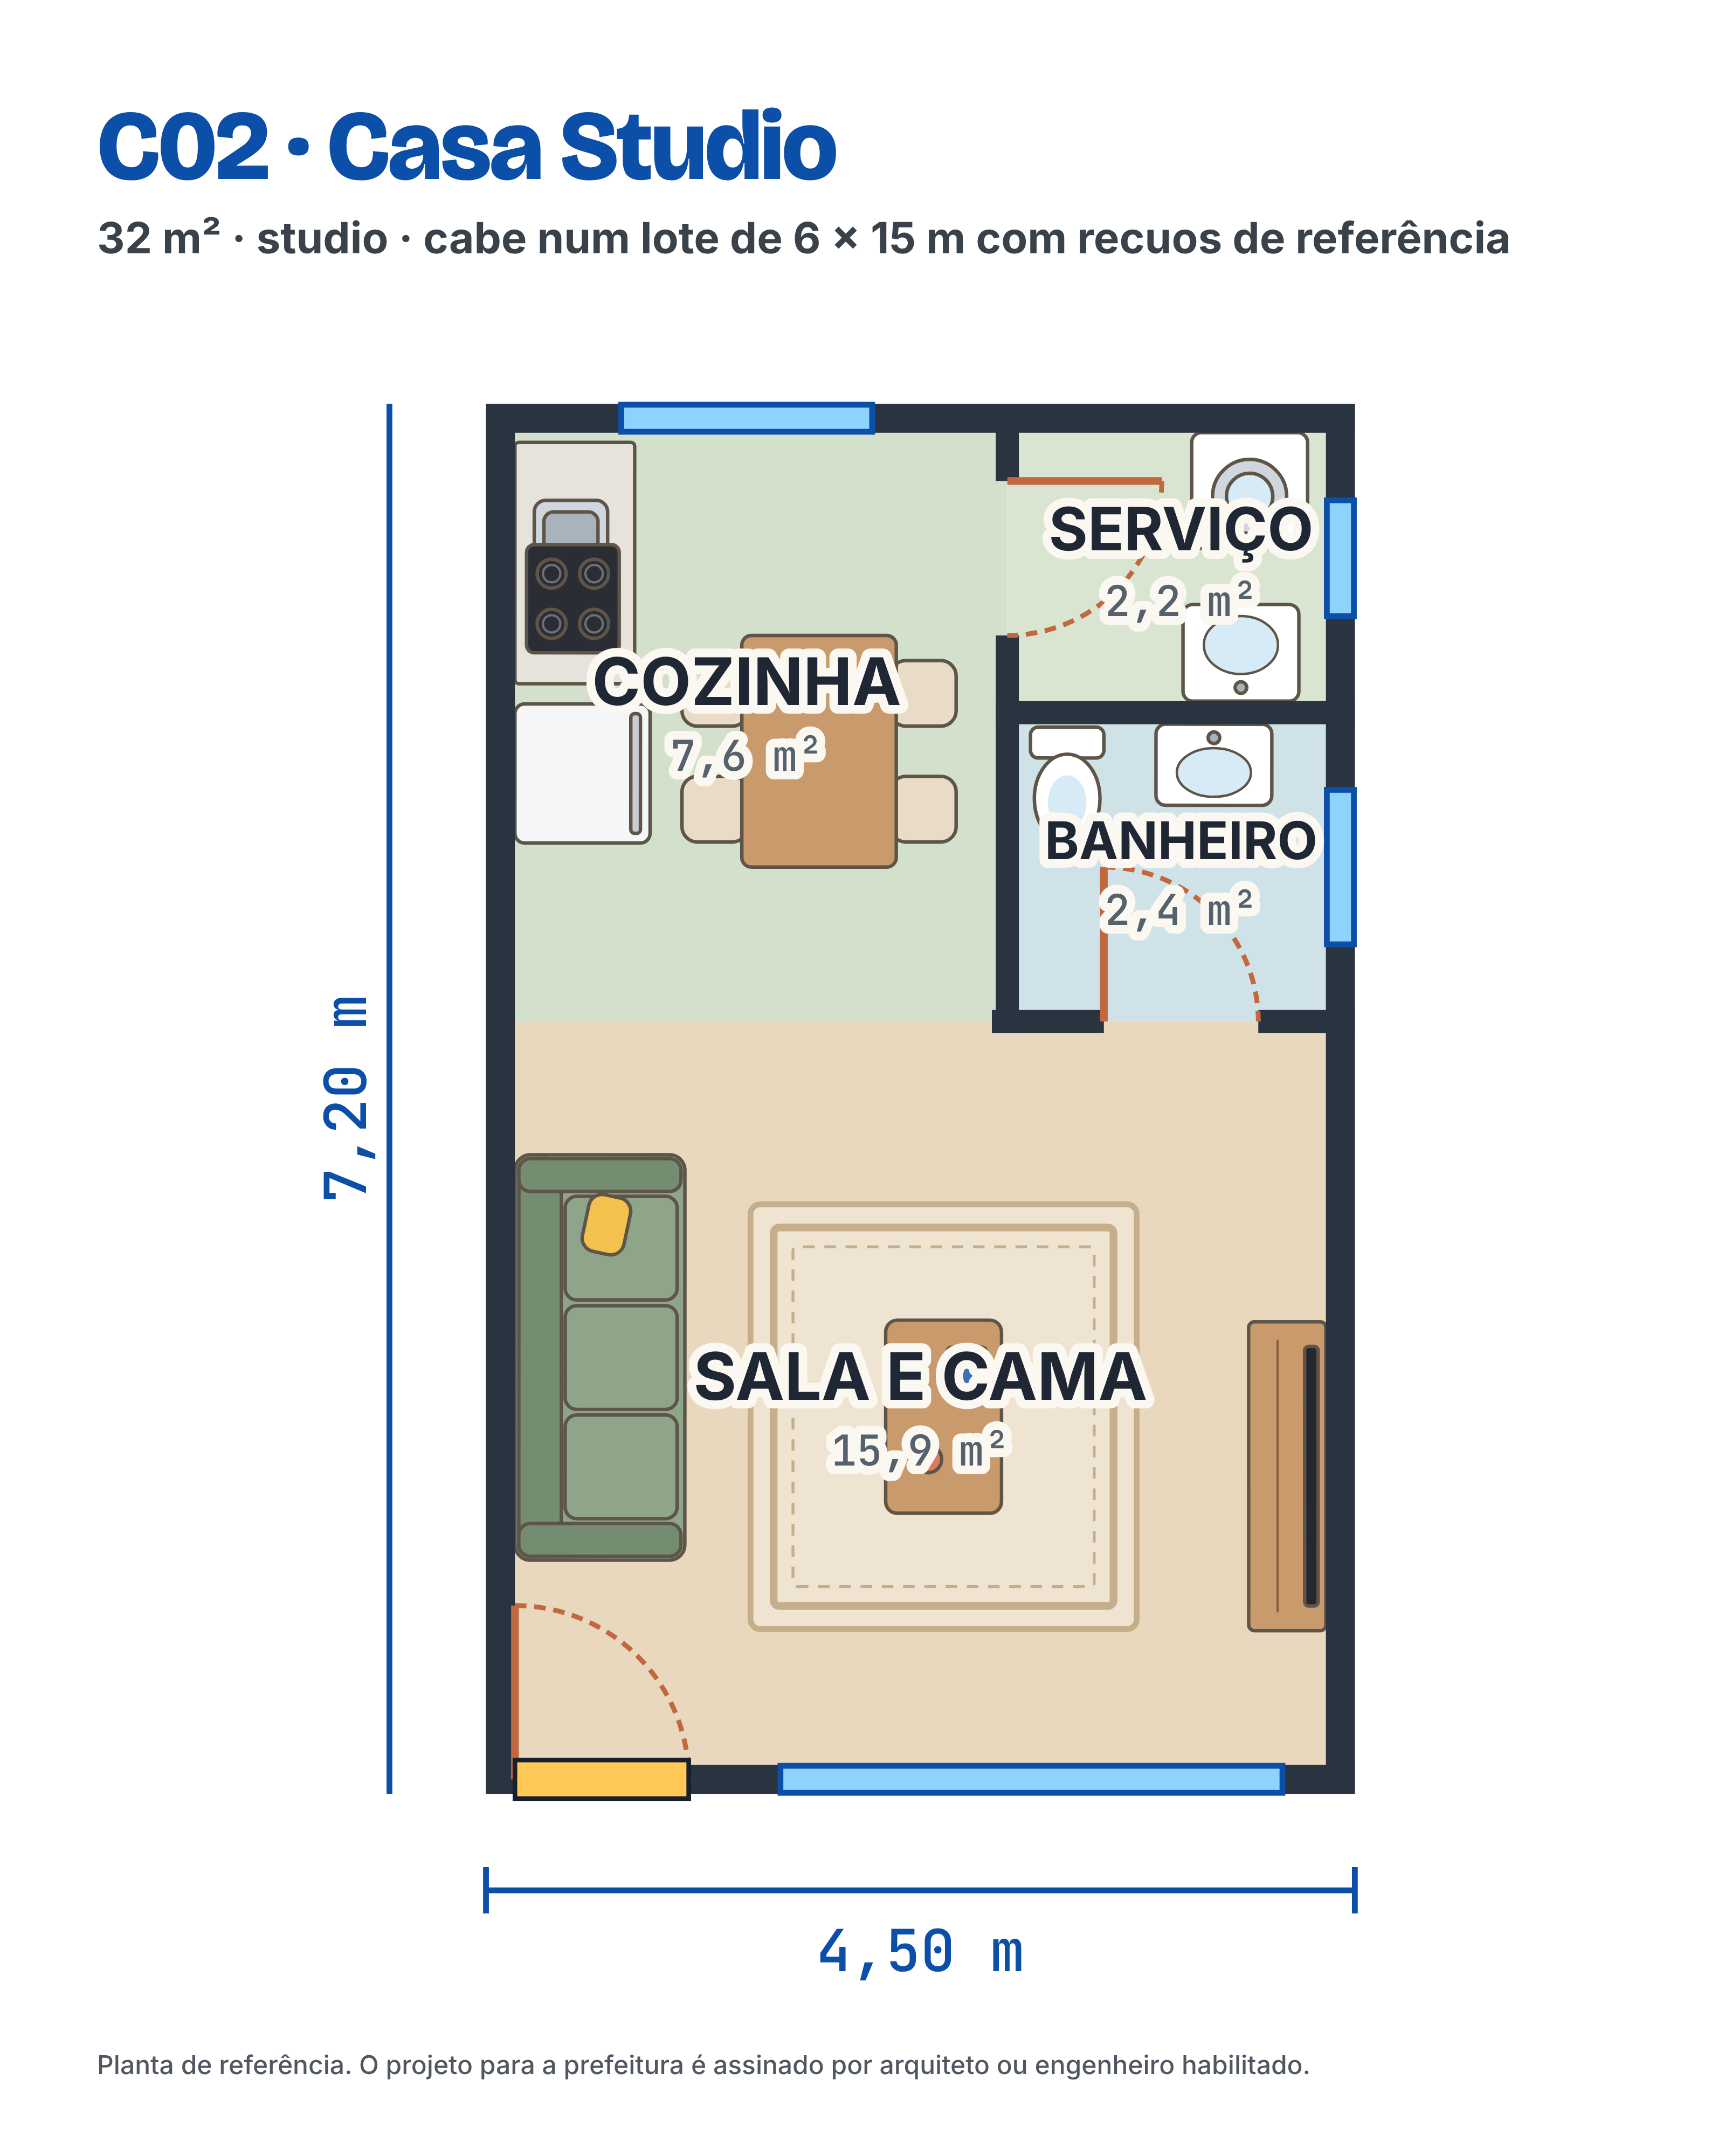 C02 · Casa Studio
32 m² · studio · cabe num lote de 6 × 15 m com recuos de referência
SERVIÇO
2,2 m²
COZINHA
7,6 m²
BANHEIRO
2,4 m²
7,20 m
SALA E CAMA
15,9 m²
4,50 m
Planta de referência. O projeto para a prefeitura é assinado por arquiteto ou engenheiro habilitado.